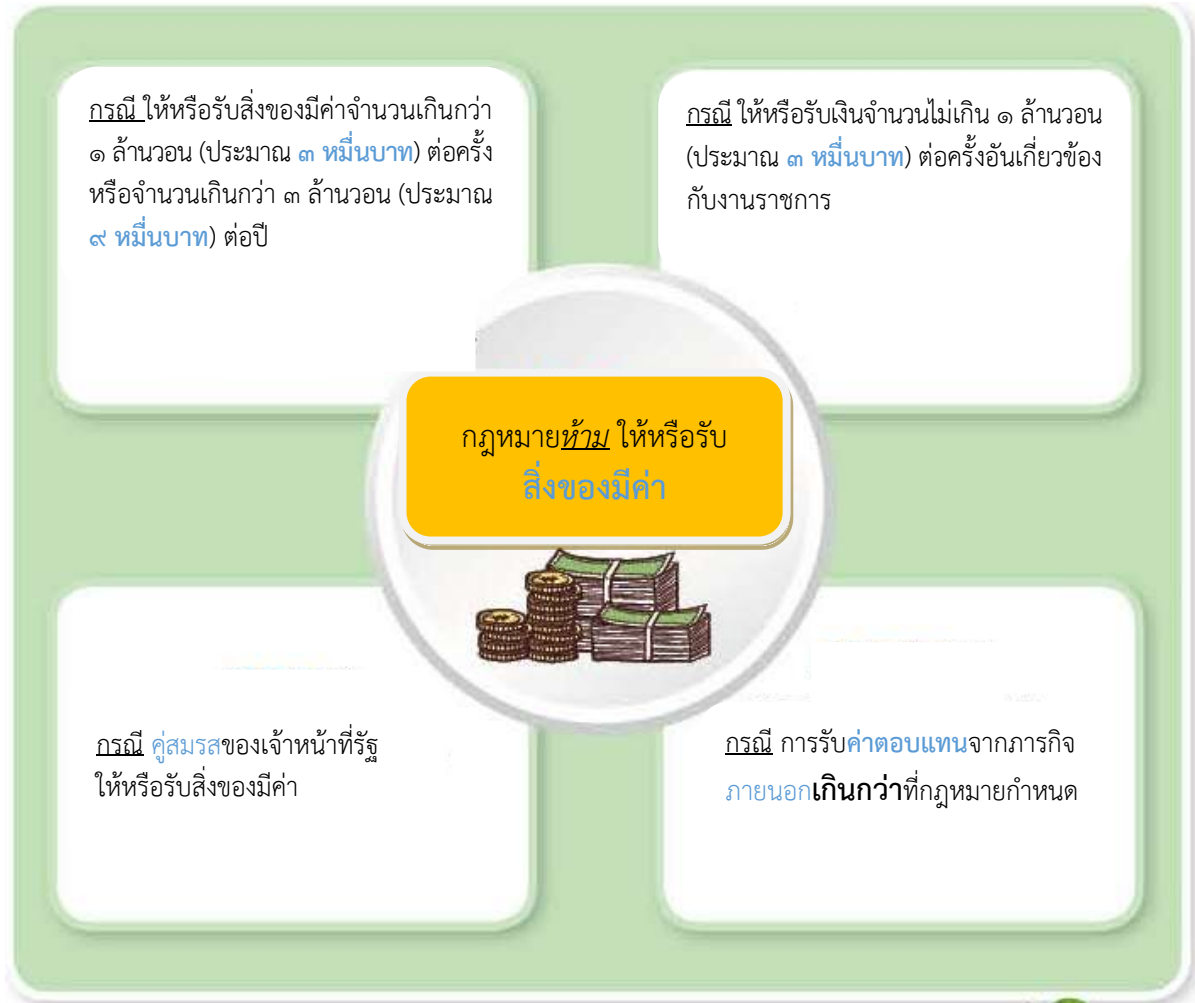 กรณี ให้หรือรับสิ่งของมีค่าจำนวนเกินกว่า
๑ ล้านวอน (ประมาณ ๓ หมื่นบาท) ต่อครั้ง
หรือจำนวนเกินกว่า ๓ ล้านวอน (ประมาณ
๙ หมื่นบาท) ต่อปี
กรณี ให้หรือรับเงินจำนวนไม่เกิน ๑ ล้านวอน
(ประมาณ ๓ หมื่นบาท) ต่อครั้งอันเกี่ยวข้อง
กับงานราชการ
กฎหมายห้าม ให้หรือรับ
สิ่งของมีค่า
กรณี คู่สมรสของเจ้าหน้าที่รัฐ
ให้หรือรับสิ่งของมีค่า
กรณี การรับค่าตอบแทนจากภารกิจ
ภายนอกเกินกว่าที่กฎหมายกำหนด